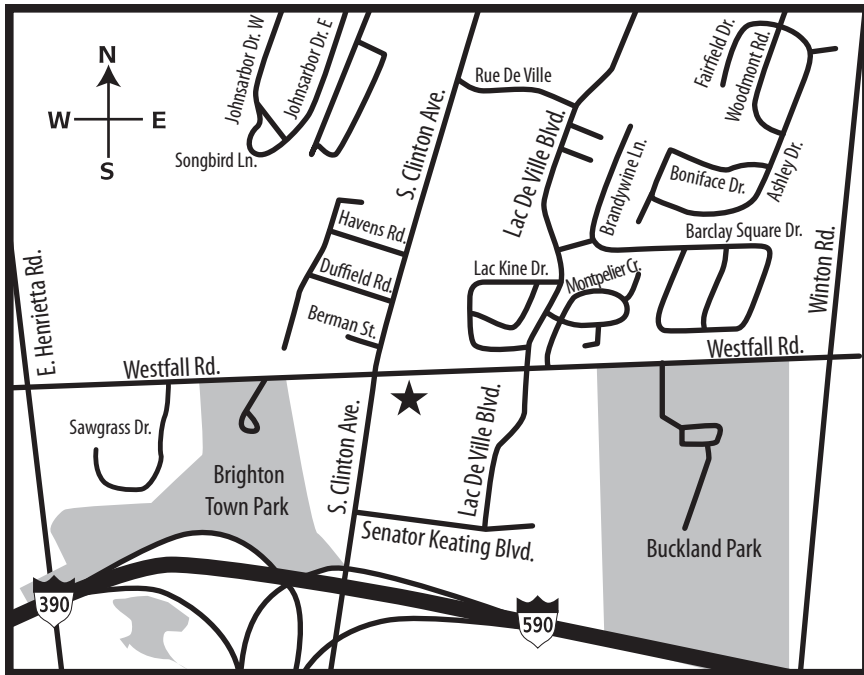 Johnsarbor Dr. W
Johnsarbor Dr. E
Fairfield Dr.
Woodmont Rd.
N
W
E
S
Rue De Ville
S. Clinton Ave.
Lac De Ville Blvd.
Songbird Ln.
Brandywine Ln.
Boniface Dr.
Ashley Dr.
Havens Rd.
Barclay Square Dr.
Duffield Rd.
Lac Kine Dr.
Montpelier Cr.
E. Henrietta Rd.
Winton Rd.
Berman St.
Westfall Rd.
Westfall Rd.
Sawgrass Dr.
S. Clinton Ave.
Lac De Ville Blvd.
Brighton
Town Park
Senator Keating Blvd.
Buckland Park
390
590